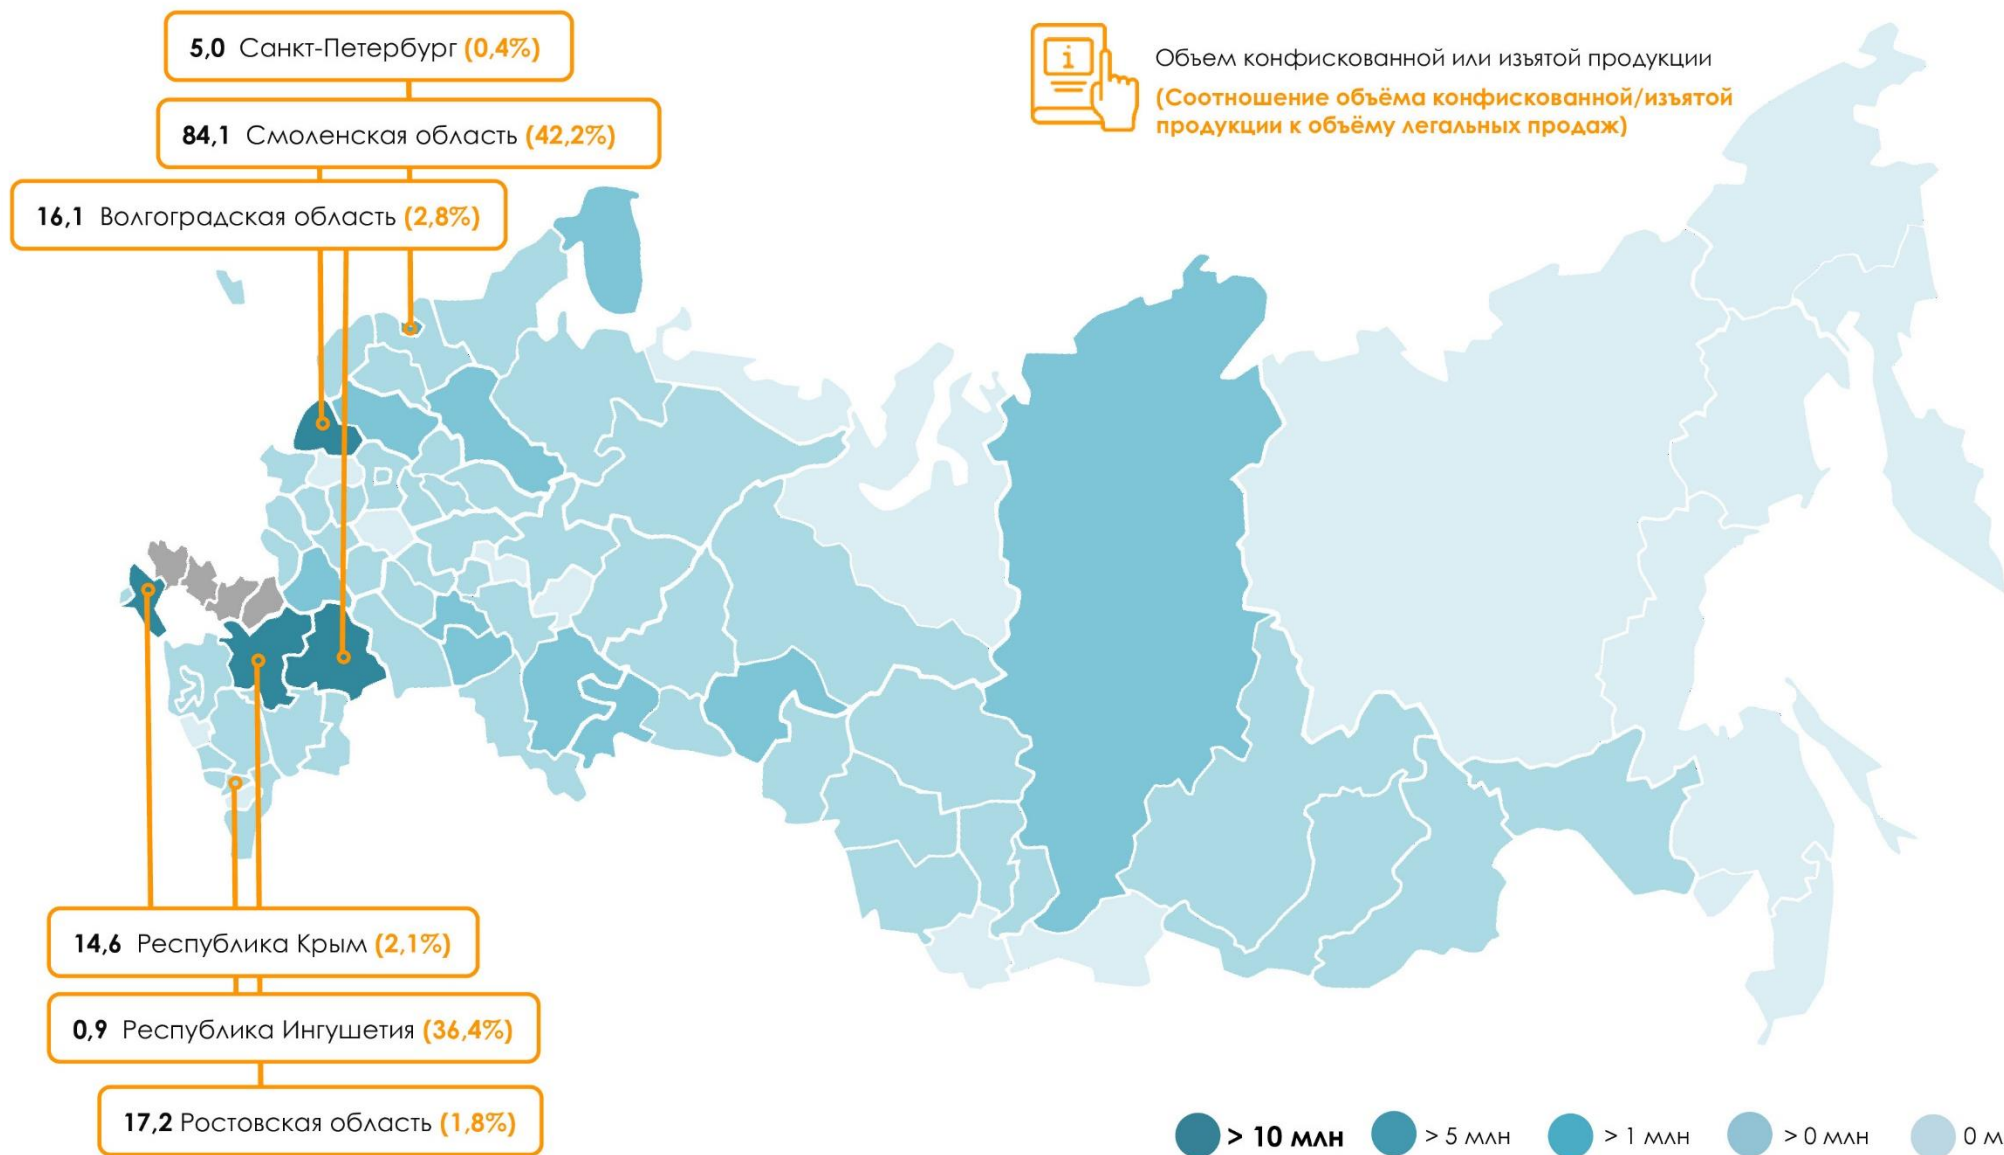 5,0 Санкт-Петербург (0,4%)
84,1 Смоленская область (42,2%)
16,1 Волгоградская область (2,8%)
i
Объем конфискованной или изъятой продукции
(Соотношение объёма конфискованной/изъятой
продукции к объёму легальных продаж)
14,6 Республика Крым (2,1%)
0,9 Республика Ингушетия (36,4%)
17,2 Ростовская область (1,8%)
> 10 млн > 5 млн > 1 млн > 0 млн 0 м